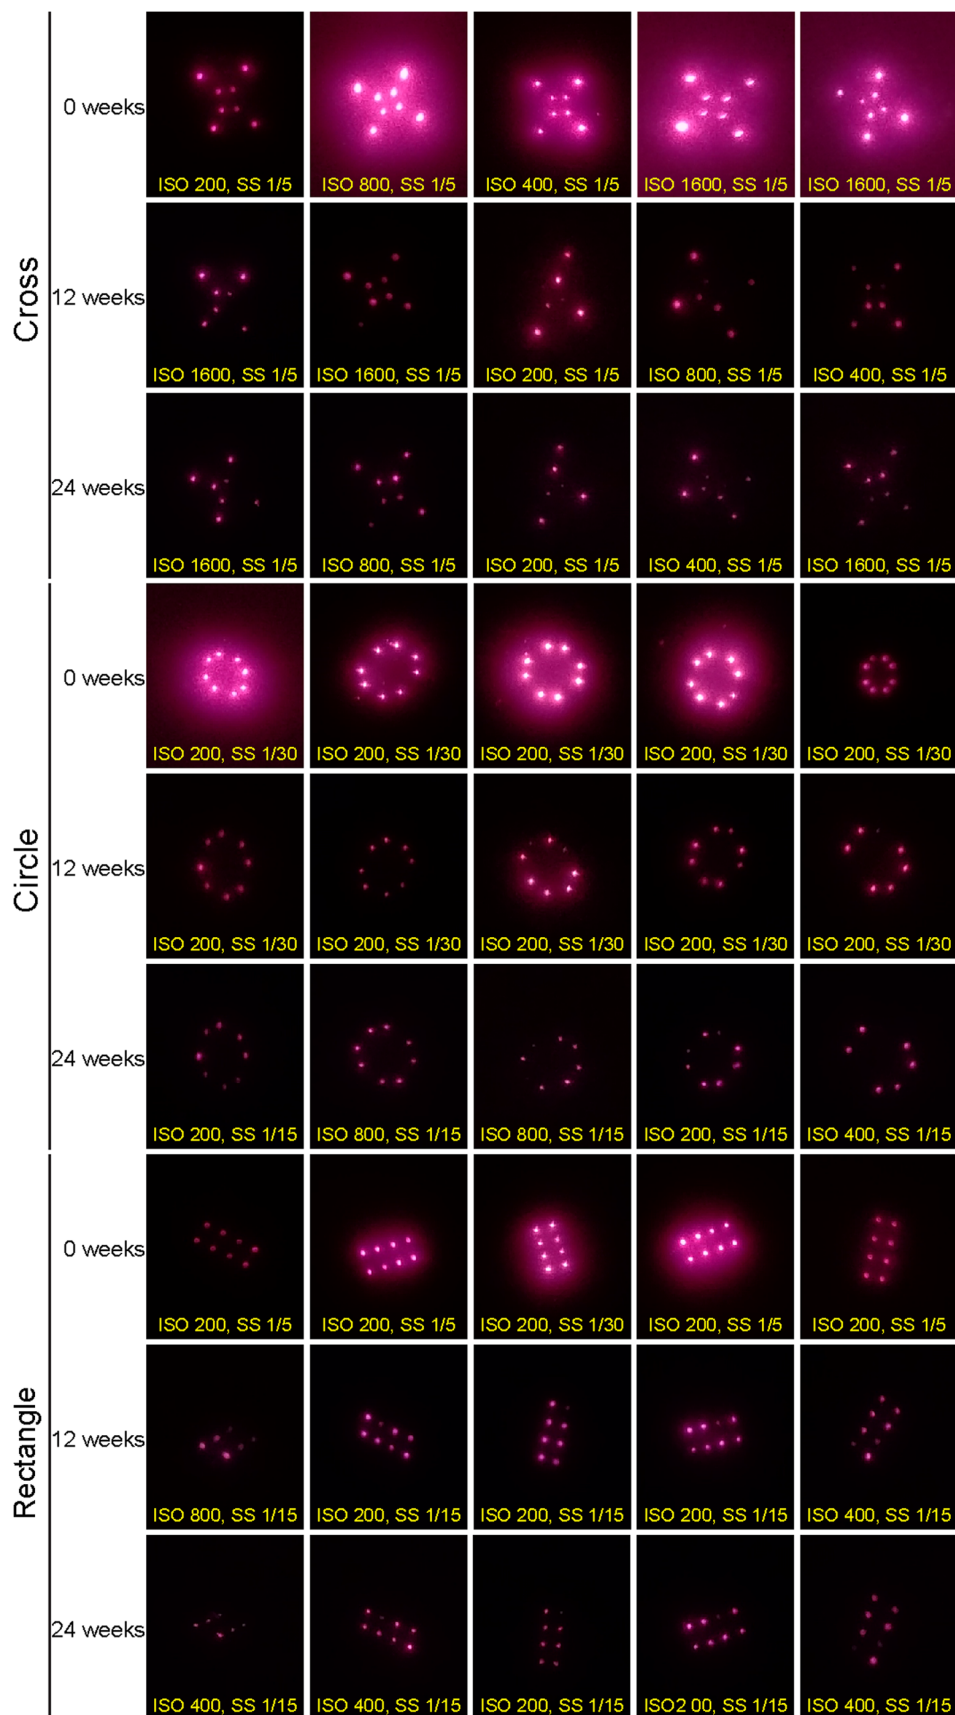 Cross
0 weeks
ISO 200, SS 1/5
ISO 800, SS 1/5
ISO 400, SS 1/5
ISO 1600, SS 1/5
ISO 1600, SS 1/5
12 weeks
ISO 1600, SS 1/5
ISO 1600, SS 1/5
ISO 200, SS 1/5
ISO 800, SS 1/5
ISO 400, SS 1/5
24 weeks
ISO 1600, SS 1/5
ISO 800, SS 1/5
ISO 200, SS 1/5
ISO 400, SS 1/5
ISO 1600, SS 1/5
Circle
0 weeks
ISO 200, SS 1/30
ISO 200, SS 1/30
ISO 200, SS 1/30
ISO 200, SS 1/30
ISO 200, SS 1/30
12 weeks
ISO 200, SS 1/30
ISO 200, SS 1/30
ISO 200, SS 1/30
ISO 200, SS 1/30
ISO 200, SS 1/30
24 weeks
ISO 200, SS 1/15
ISO 800, SS 1/15
ISO 800, SS 1/15
ISO 200, SS 1/15
ISO 400, SS 1/15
Rectangle
0 weeks
ISO 200, SS 1/5
ISO 200, SS 1/5
ISO 200, SS 1/30
ISO 200, SS 1/5
ISO 200, SS 1/5
12 weeks
ISO 800, SS 1/15
ISO 200, SS 1/15
ISO 200, SS 1/15
ISO 200, SS 1/15
ISO 400, SS 1/15
24 weeks
ISO 400, SS 1/15
ISO 400, SS 1/15
ISO 200, SS 1/15
ISO2 00, SS 1/15
ISO 400, SS 1/15